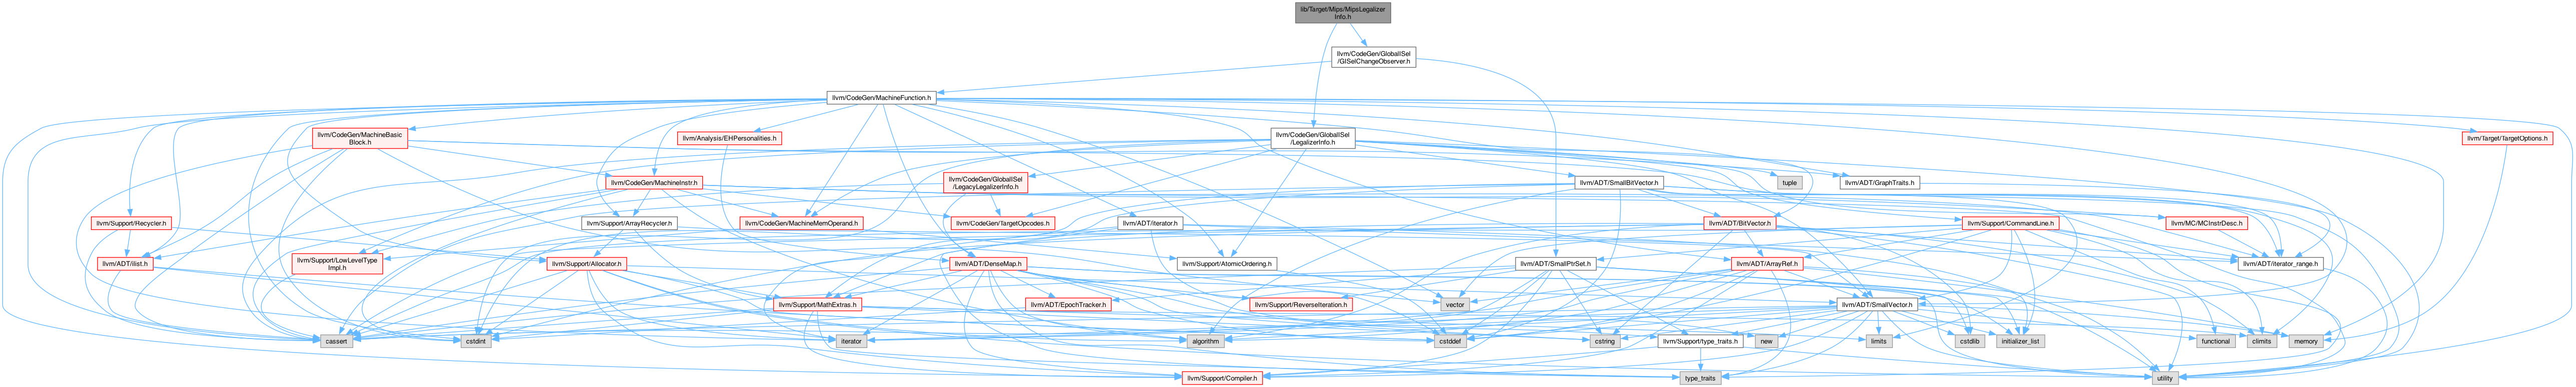 lib/Target/Mips/MipsLegalizer
Info.h
llvm/CodeGen/GlobalISel
/GISelChangeObserver.h
llvm/CodeGen/MachineFunction.h
llvm/CodeGen/MachineBasic
Block.h
llvm/Analysis/EHPersonalities.h
llvm/CodeGen/GlobalISel
/LegalizerInfo.h
llvm/Target/TargetOptions.h
llvm/CodeGen/MachineInstr.h
llvm/CodeGen/GlobalISel
/LegacyLegalizerInfo.h
llvm/ADT/SmallBitVector.h
tuple
llvm/ADT/GraphTraits.h
llvm/Support/Recycler.h
llvm/Support/ArrayRecycler.h
llvm/CodeGen/MachineMemOperand.h
llvm/CodeGen/TargetOpcodes.h
llvm/ADT/iterator.h
llvm/ADT/BitVector.h
llvm/Support/CommandLine.h
llvm/MC/MCInstrDesc.h
llvm/ADT/ilist.h
llvm/Support/LowLevelType
Impl.h
llvm/Support/Allocator.h
llvm/ADT/DenseMap.h
llvm/Support/AtomicOrdering.h
llvm/ADT/SmallPtrSet.h
llvm/ADT/ArrayRef.h
llvm/ADT/iterator_range.h
llvm/Support/MathExtras.h
llvm/ADT/EpochTracker.h
llvm/Support/ReverseIteration.h
vector
llvm/ADT/SmallVector.h
cassert
cstdint
iterator
algorithm
cstddef
cstring
llvm/Support/type_traits.h
new
limits
cstdlib
initializer_list
functional
climits
memory
llvm/Support/Compiler.h
type_traits
utility